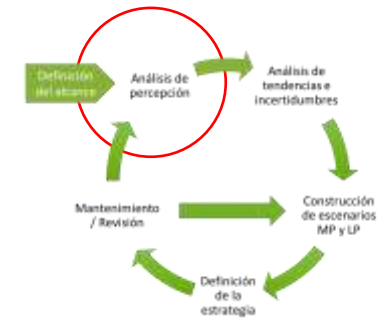 Definición
del alcance
Análisis de
percepción
Análisis de
tendencias e
incertidumbres
Construcción
de escenarios
MP y LP
Definición
de la
estrategia
Mantenimiento
/ Revisión